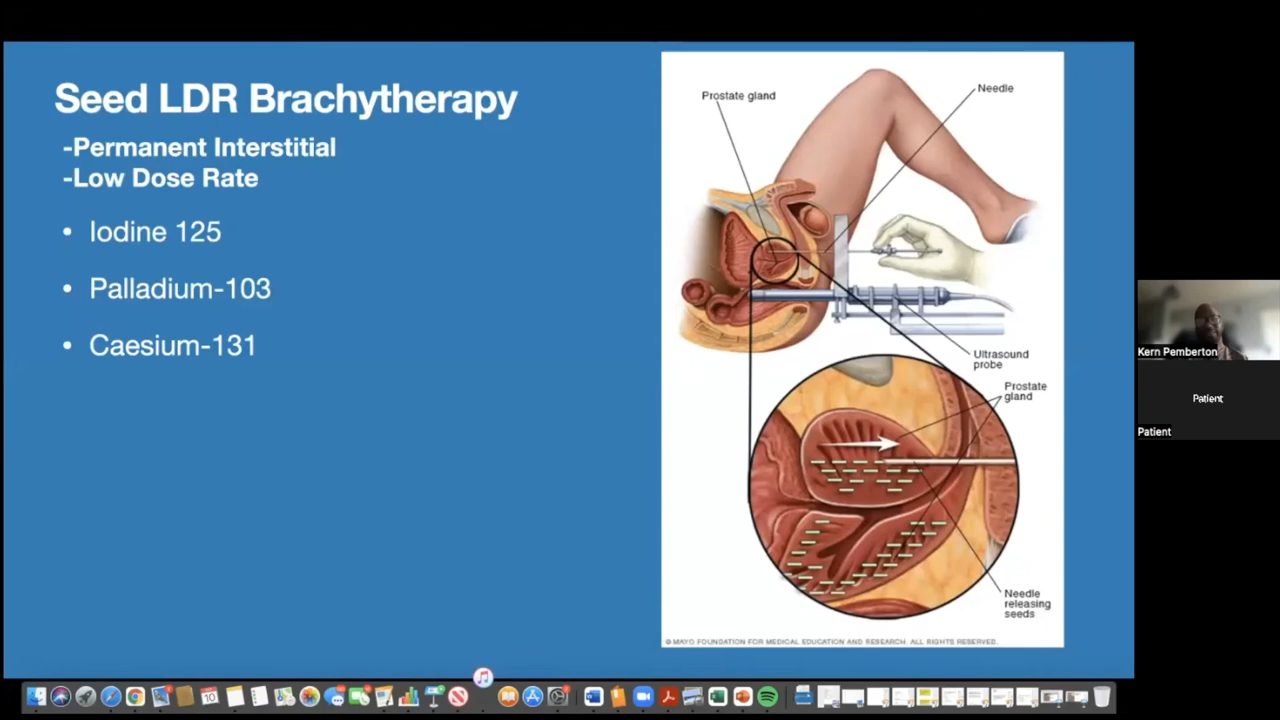 Seed LDR Brachytherapy
-Permanent Interstitial
-Low Dose Rate
• Iodine 125
• Palladium-103
• Caesium-131
Prostate gland
Needle
Ultrasound
probe
Prostate
gland
Needle
releasing
seeds
© MAYO FOUNDATION FOR MEDICAL EDUCATION AND RESEARCH. ALL RIGHTS RESERVED.
Kern Pemberton
Patient
Patient
10